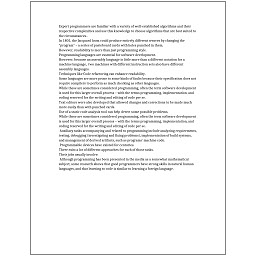 Expert programmers are familiar with a variety of well-established algorithms and their
respective complexities and use this knowledge to choose algorithms that are best suited
to the circumstances.
In 1801, the Jacquard loom could produce entirely different weaves by changing the
"program" – a series of pasteboard cards with holes punched in them.
However, readability is more than just programming style.
Programming languages are essential for software development.
However, because an assembly language is little more than a different notation for a
machine language, two machines with different instruction sets also have different
assembly languages.
Techniques like Code refactoring can enhance readability.
Some languages are more prone to some kinds of faults because their specification does not
require compilers to perform as much checking as other languages.
While these are sometimes considered programming, often the term software development
is used for this larger overall process – with the terms programming, implementation, and
coding reserved for the writing and editing of code per se.
Text editors were also developed that allowed changes and corrections to be made much
more easily than with punched cards.
Use of a static code analysis tool can help detect some possible problems.
While these are sometimes considered programming, often the term software development
is used for this larger overall process – with the terms programming, implementation, and
coding reserved for the writing and editing of code per se.
Auxiliary tasks accompanying and related to programming include analyzing requirements,
testing, debugging (investigating and fixing problems), implementation of build systems,
and management of derived artifacts, such as programs' machine code.
Programmable devices have existed for centuries.
There exist a lot of different approaches for each of those tasks.
Their jobs usually involve:
Although programming has been presented in the media as a somewhat mathematical
subject, some research shows that good programmers have strong skills in natural human
languages, and that learning to code is similar to learning a foreign language.